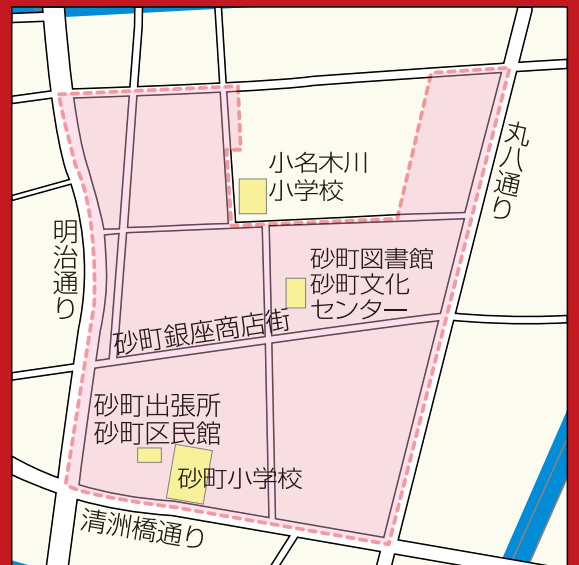 小名木川
小学校
丸八通り
明治通り
砂町図書館
砂町文化
センター
砂町銀座商店街
砂町出張所
砂町区民館
砂町小学校
清洲橋通り